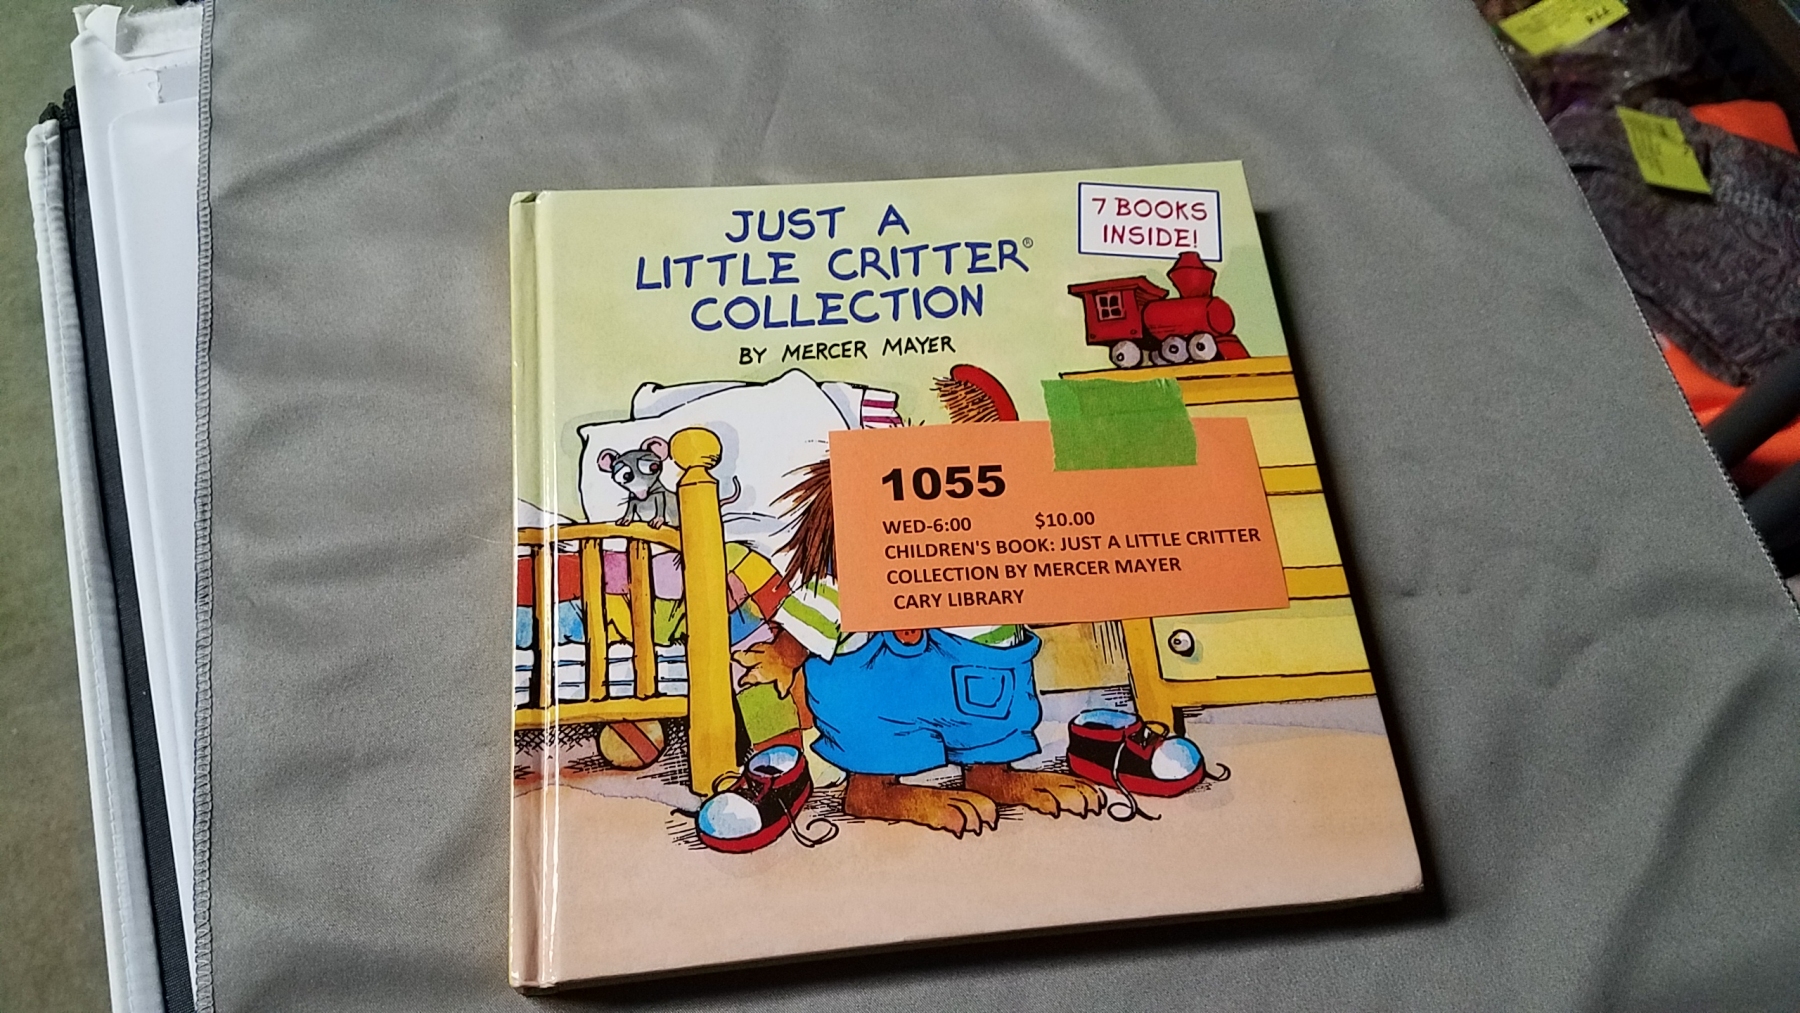 JUST A
LITTLE CRITTER®
COLLECTION
BY MERCER MAYER
7 BOOKS
INSIDE!
1055
WED-6:00 $10.00
CHILDREN'S BOOK: JUST A LITTLE CRITTER
COLLECTION BY MERCER MAYER
CARY LIBRARY